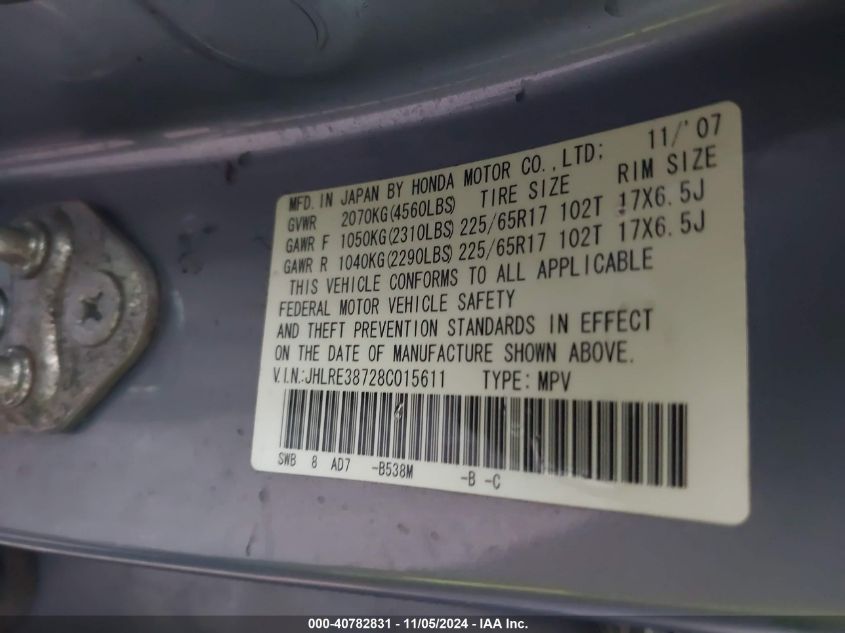 MFD. IN JAPAN BY HONDA MOTOR CO., LTD; 11/'07
GVWR 2070KG(4560LBS) TIRE SIZE RIM SIZE
GAWR F 1050KG(2310LBS) 225/65R17 102T 17X6.5J
GAWR R 1040KG(2290LBS) 225/65R17 102T 17X6.5J
THIS VEHICLE CONFORMS TO ALL APPLICABLE
FEDERAL MOTOR VEHICLE SAFETY
AND THEFT PREVENTION STANDARDS IN EFFECT
ON THE DATE OF MANUFACTURE SHOWN ABOVE.
V.I.N.:JHLRE38728C015611 TYPE: MPV
SWB 8 AD7 -B538M -B -C
000-40782831 - 11/05/2024 - IAA Inc.